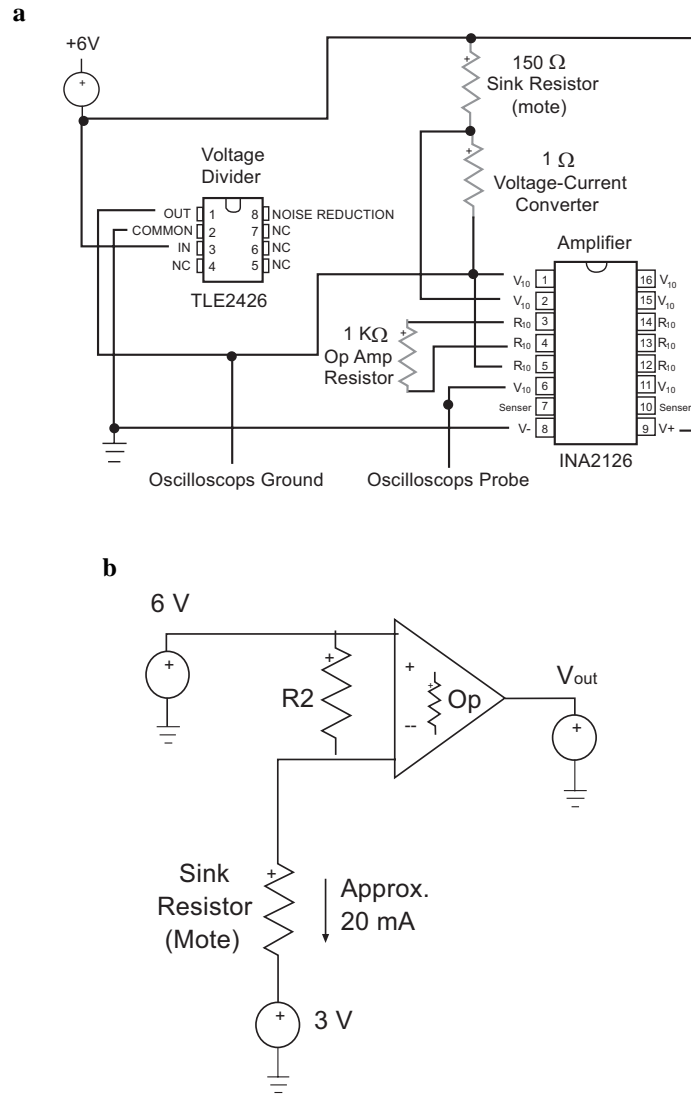 a
+6V
150 Ω
Sink Resistor
(mote)
1 Ω
Voltage-Current
Converter
Voltage
Divider
OUT 1 8 NOISE REDUCTION
COMMON 2 7 NC
IN 3 6 NC
NC 4 5 NC
TLE2426
Amplifier
V10 1 16 V10
V10 2 15 V10
R10 3 14 R10
R10 4 13 R10
R10 5 12 R10
V10 6 11 V10
Senser 7 10 Senser
V- 8 9 V+
INA2126
1 KΩ
Op Amp
Resistor
Oscilloscops Ground
Oscilloscops Probe
b
6 V
R2
+
--
Op
Vout
Sink
Resistor
(Mote)
Approx.
20 mA
3 V